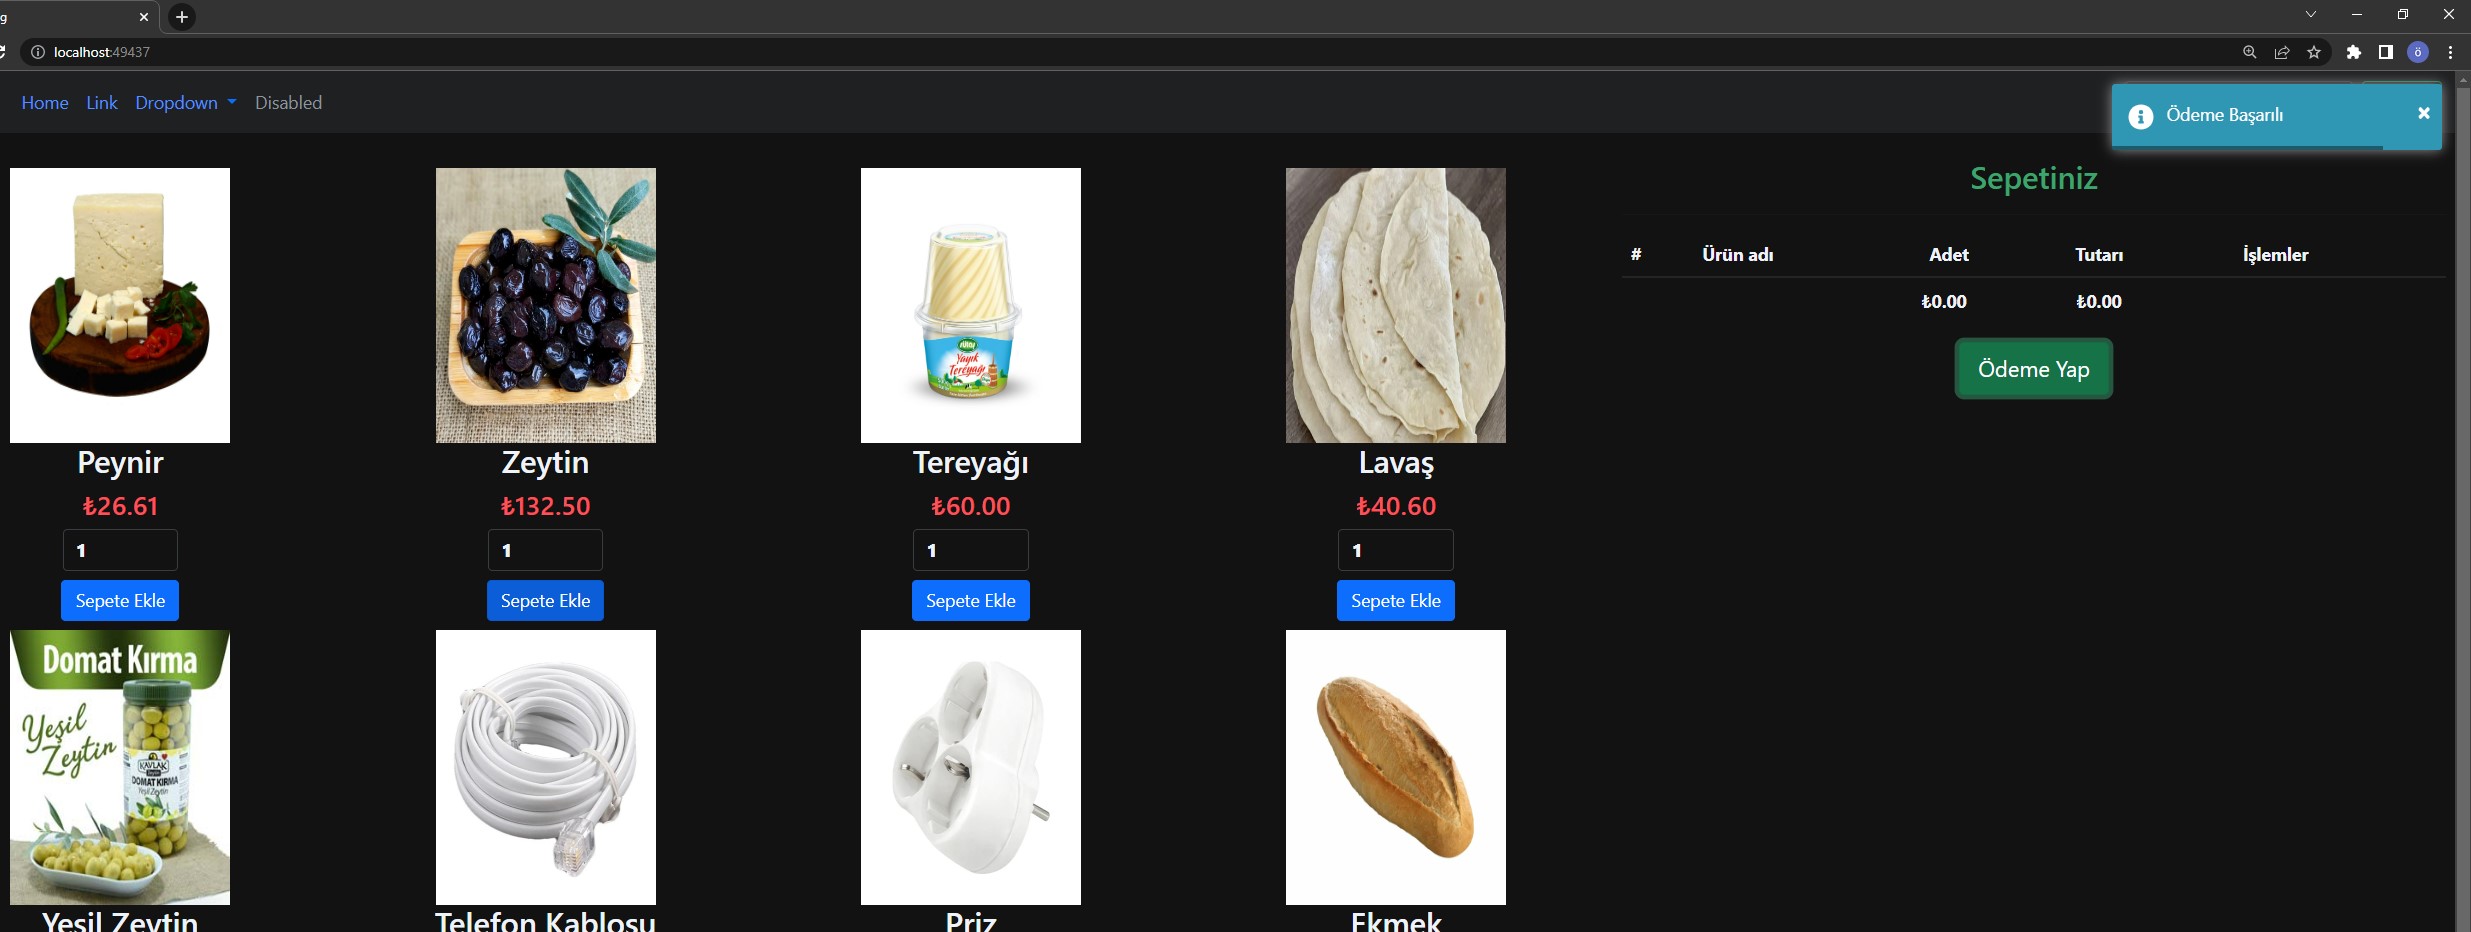 g
localhost:49437
ö
Home Link Dropdown Disabled
Ödeme Başarılı
Sepetiniz
# Ürün adı Adet Tutarı İşlemler
₺0.00 ₺0.00
Ödeme Yap
SÜTAŞ
Yayık
Tereyağı
Peynir Zeytin Tereyağı Lavaş
₺26.61 ₺132.50 ₺60.00 ₺40.60
1 1 1 1
Sepete Ekle Sepete Ekle Sepete Ekle Sepete Ekle
Domat Kırma
Yeşil
Zeytin
KAVLAK
DOMAT KIRMA
Yeşil Zeytin
Yeşil Zeytin Telefon Kablosu Priz Ekmek